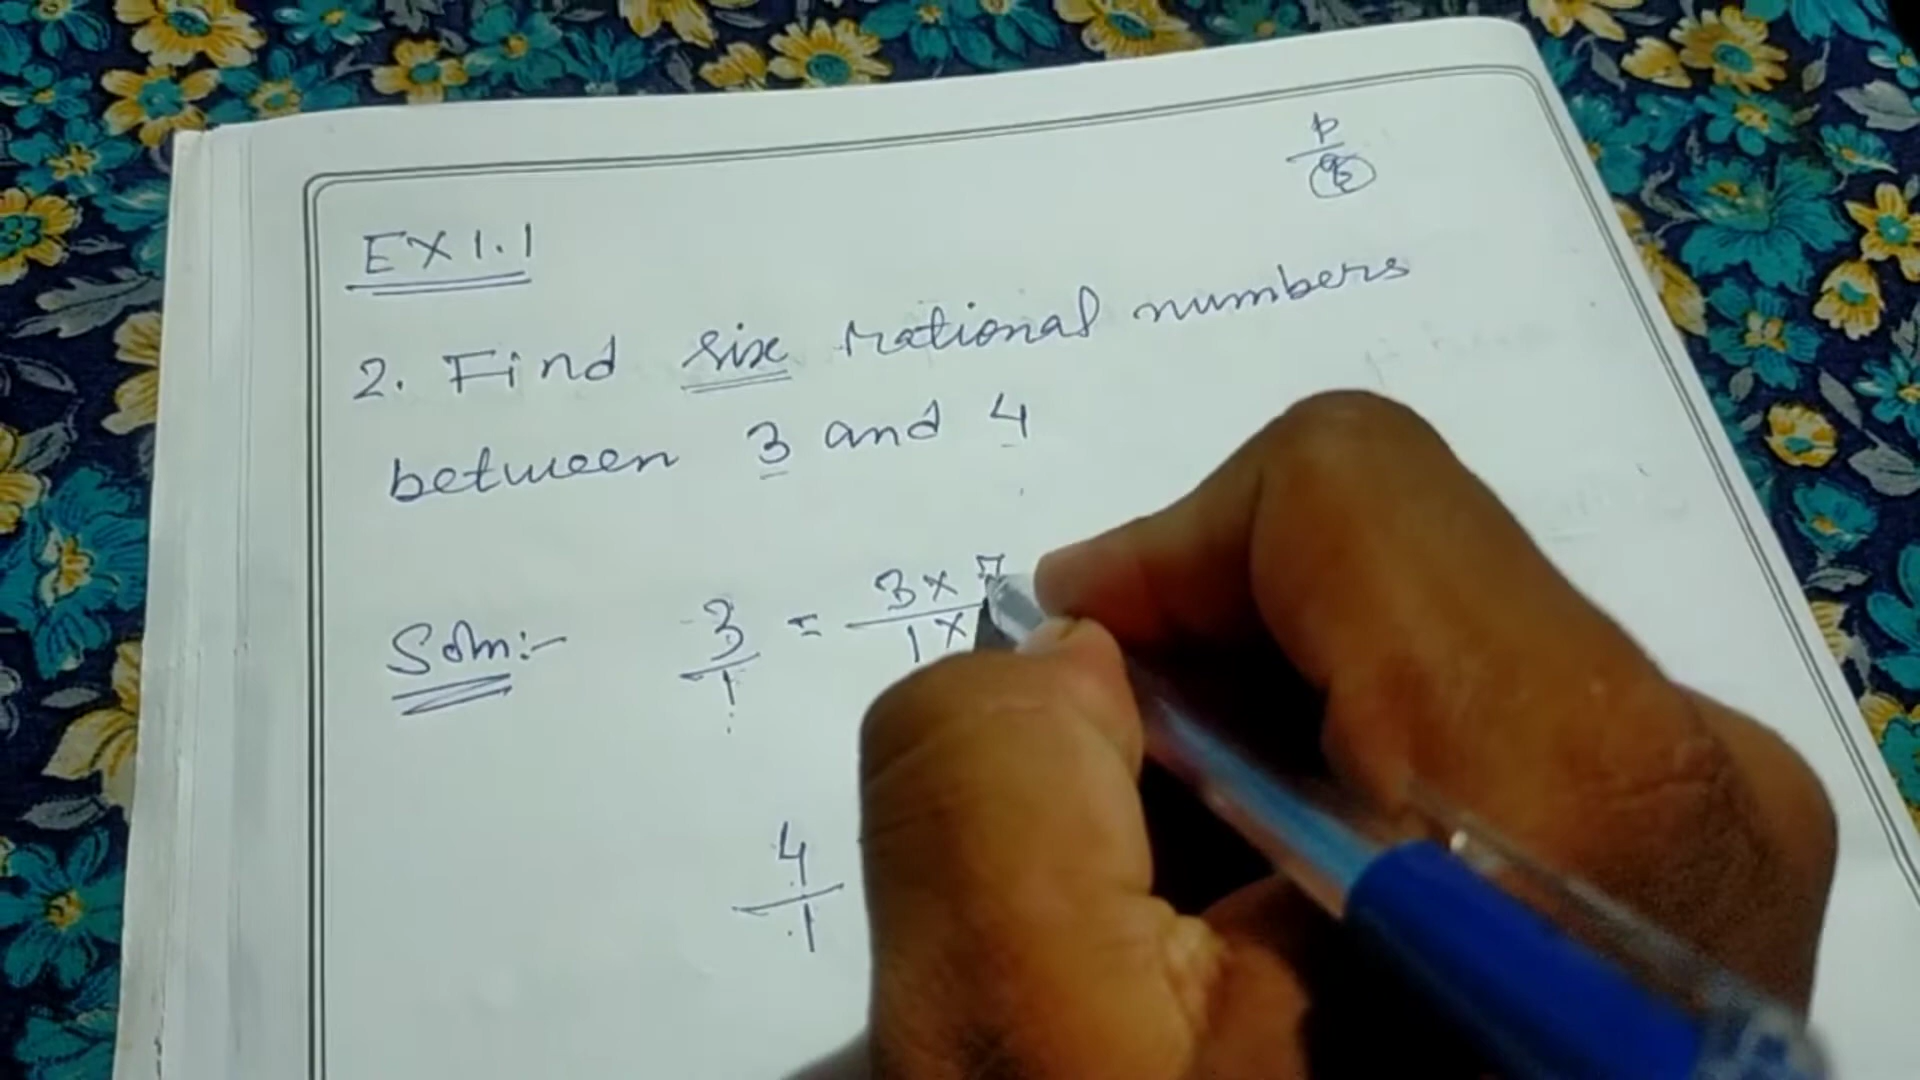 p
q
EX 1.1
2. Find six rational numbers
between 3 and 4
Soln:- 3/1 = 3×7/1×
4/1